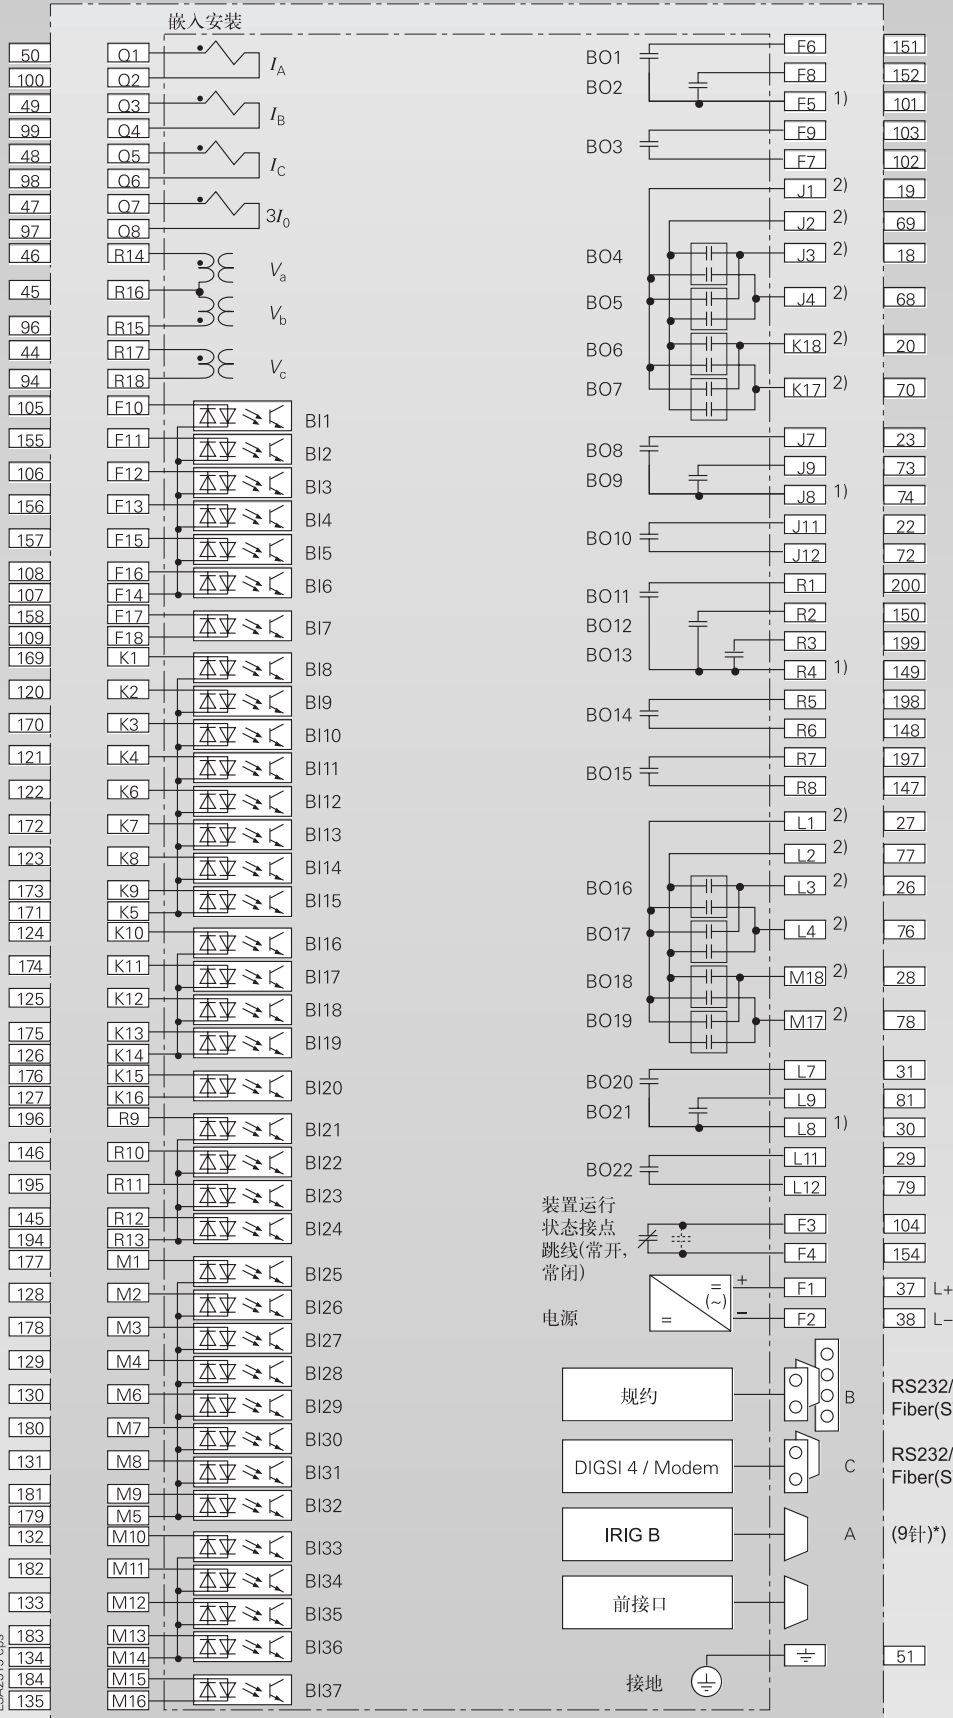 嵌入安装
50 Q1
100 Q2
I_A
49 Q3
99 Q4
I_B
48 Q5
98 Q6
I_C
47 Q7
97 Q8
3I_0
46 R14
V_a
45 R16
V_b
96 R15
44 R17
V_c
94 R18
105 F10
BI1
155 F11
BI2
106 F12
BI3
156 F13
BI4
157 F15
BI5
108 F16
BI6
107 F14
158 F17
BI7
109 F18
169 K1
BI8
120 K2
BI9
170 K3
BI10
121 K4
BI11
122 K6
BI12
172 K7
BI13
123 K8
BI14
173 K9
BI15
171 K5
124 K10
BI16
174 K11
BI17
125 K12
BI18
175 K13
BI19
126 K14
176 K15
BI20
127 K16
196 R9
BI21
146 R10
BI22
195 R11
BI23
145 R12
BI24
194 R13
177 M1
BI25
128 M2
BI26
178 M3
BI27
129 M4
BI28
130 M6
BI29
180 M7
BI30
131 M8
BI31
181 M9
BI32
179 M5
132 M10
BI33
182 M11
BI34
133 M12
BI35
183 M13
BI36
134 M14
184 M15
BI37
135 M16
BO1
F6 151
BO2
F8 152
F5 1) 101
BO3
F9 103
F7 102
J1 2) 19
J2 2) 69
BO4
J3 2) 18
BO5
J4 2) 68
BO6
K18 2) 20
BO7
K17 2) 70
BO8
J7 23
BO9
J9 73
J8 1) 74
BO10
J11 22
J12 72
BO11
R1 200
BO12
R2 150
BO13
R3 199
R4 1) 149
BO14
R5 198
R6 148
BO15
R7 197
R8 147
L1 2) 27
L2 2) 77
BO16
L3 2) 26
BO17
L4 2) 76
BO18
M18 2) 28
BO19
M17 2) 78
BO20
L7 31
BO21
L9 81
L8 1) 30
BO22
L11 29
L12 79
装置运行
状态接点
跳线(常开,
常闭)
F3 104
F4 154
电源
=
(~)
=
+ F1 37 L+
− F2 38 L−
规约
B
RS232/
Fiber(S
DIGSI 4 / Modem
C
RS232/
Fiber(S
IRIG B
A
(9针)*)
前接口
接地
51